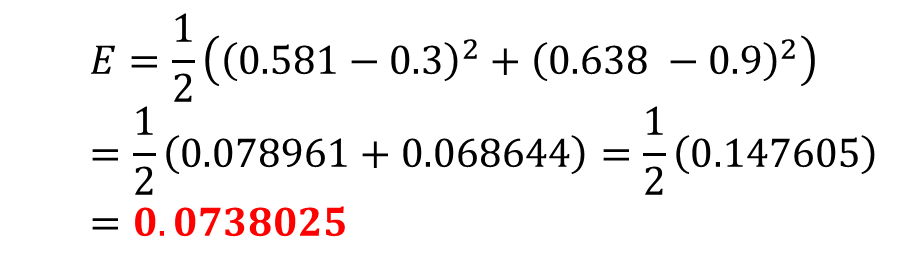 E = 1/2((0.581 − 0.3)² + (0.638 − 0.9)²)
= 1/2(0.078961 + 0.068644) = 1/2(0.147605)
= 0.0738025